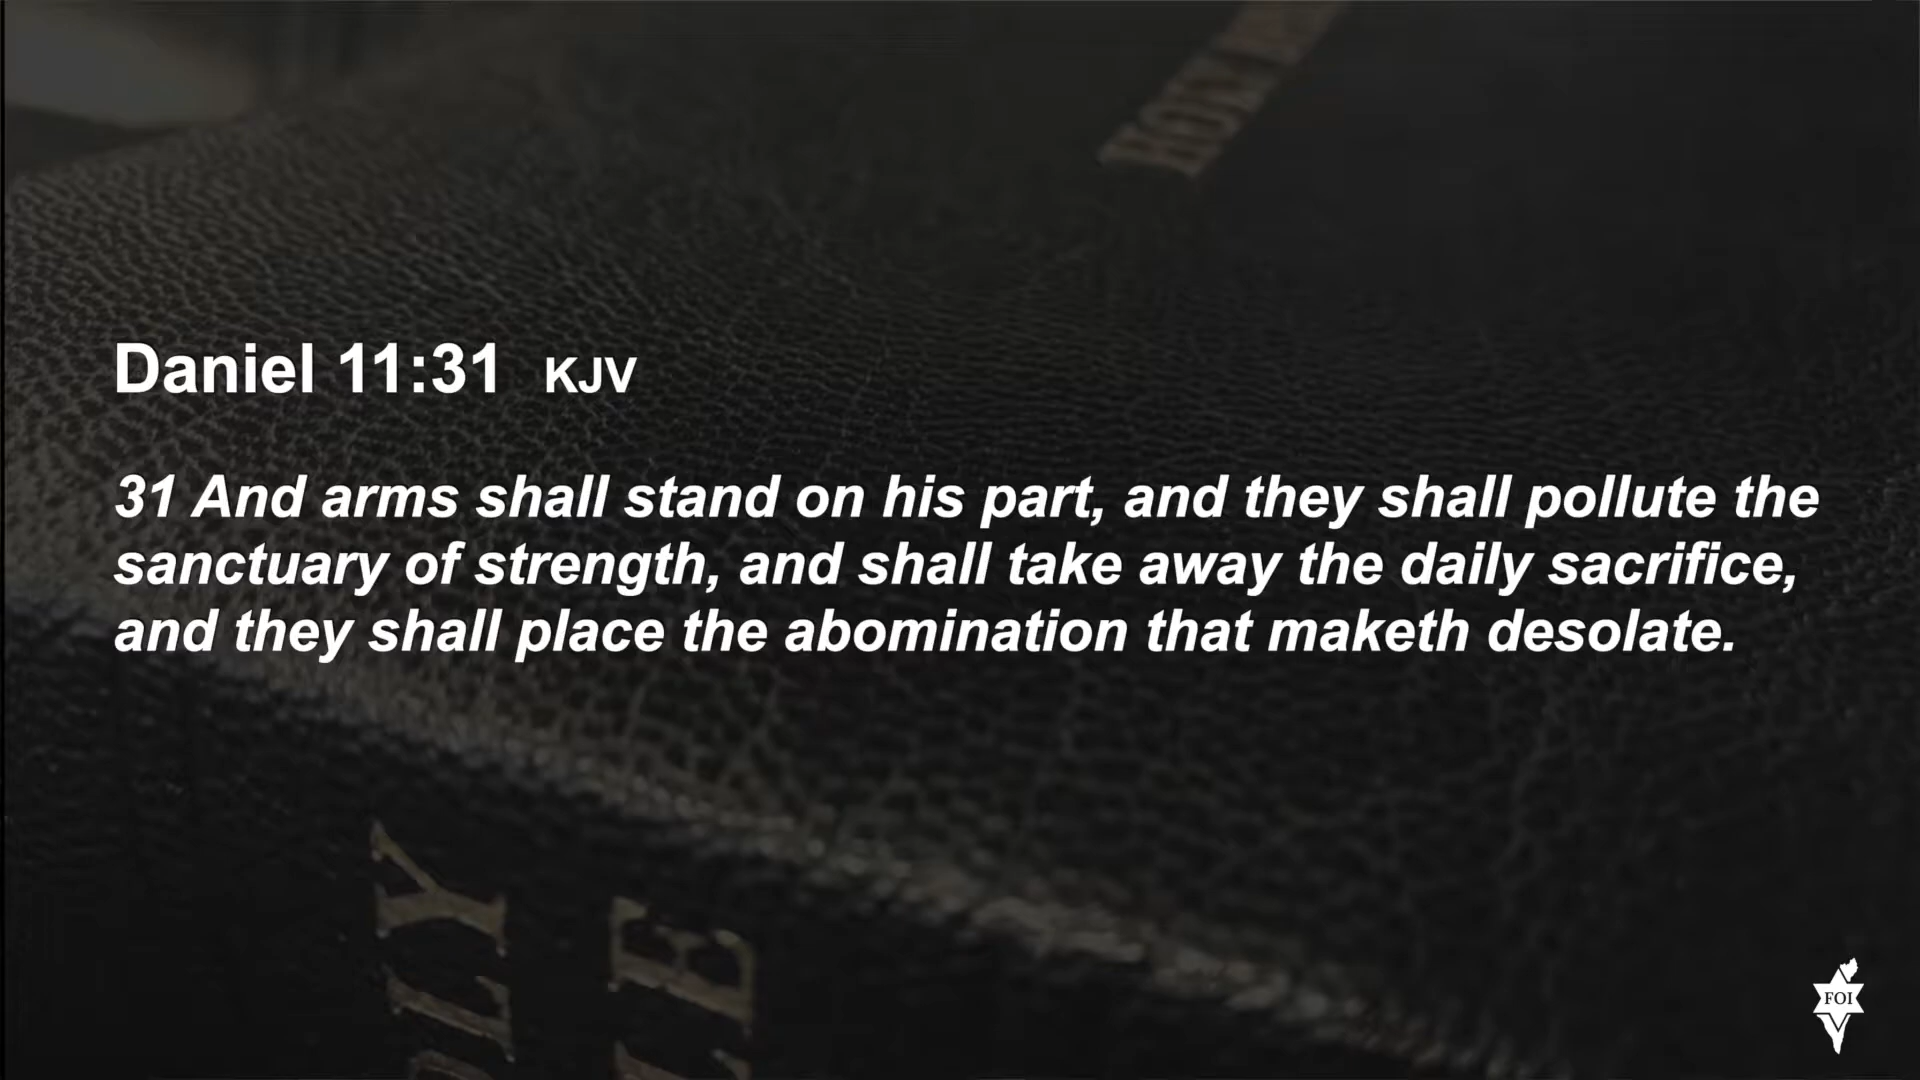 Daniel 11:31 KJV
31 And arms shall stand on his part, and they shall pollute the
sanctuary of strength, and shall take away the daily sacrifice,
and they shall place the abomination that maketh desolate.
FOI